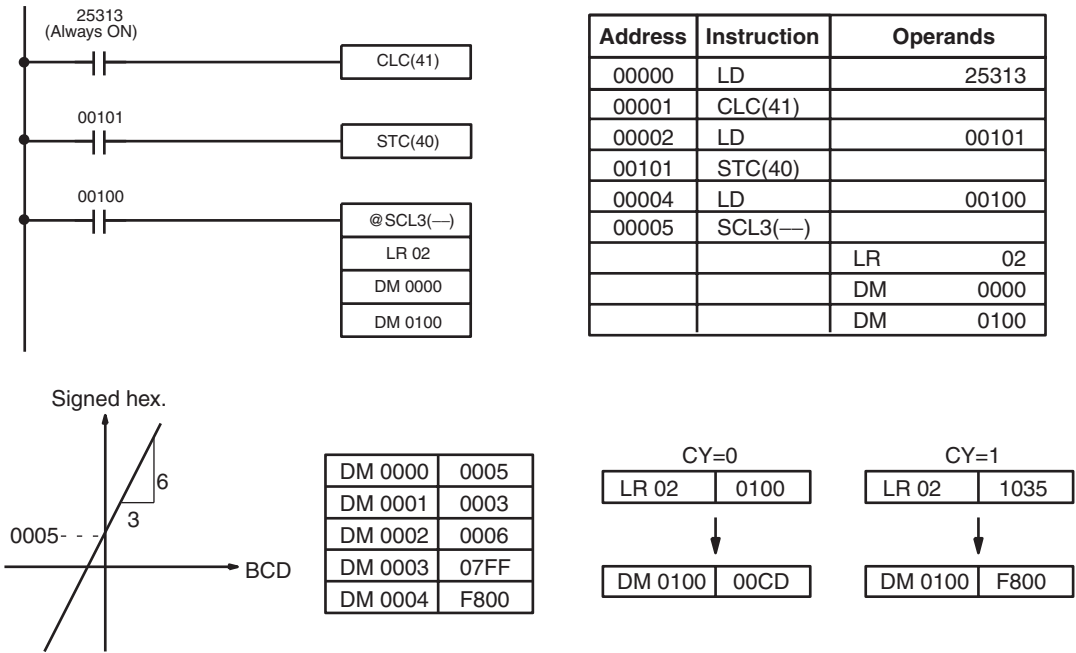 25313
(Always ON)
CLC(41)
00101
STC(40)
00100
@SCL3(––)
LR 02
DM 0000
DM 0100
Address Instruction Operands
00000 LD 25313
00001 CLC(41)
00002 LD 00101
00101 STC(40)
00004 LD 00100
00005 SCL3(––)
LR 02
DM 0000
DM 0100
Signed hex.
6
3
0005
BCD
DM 0000 0005
DM 0001 0003
DM 0002 0006
DM 0003 07FF
DM 0004 F800
CY=0
LR 02 0100
DM 0100 00CD
CY=1
LR 02 1035
DM 0100 F800